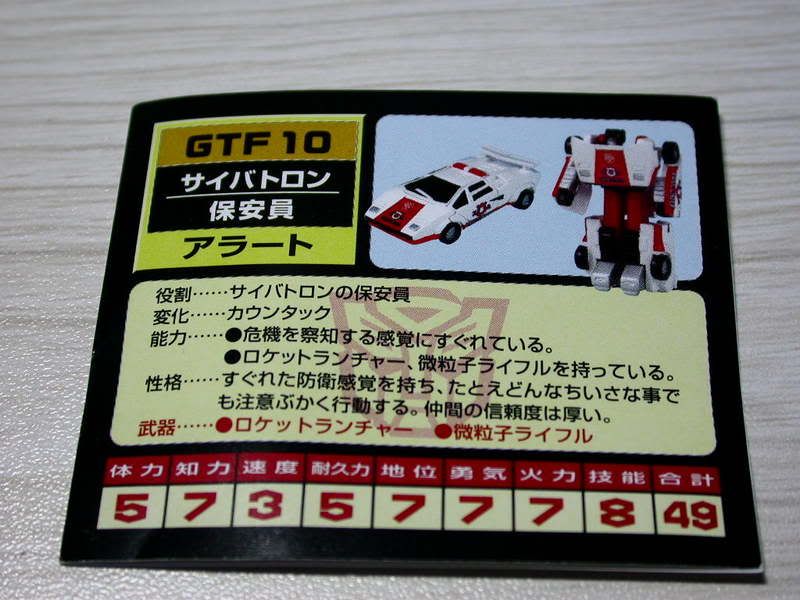 GTF 10
サイバトロン
保安員
アラート
役割……サイバトロンの保安員
変化……カウンタック
能力……●危機を察知する感覚にすぐれている。
●ロケットランチャー、微粒子ライフルを持っている。
性格……すぐれた防衛感覚を持ち、たとえどんなちいさな事で
も注意ぶかく行動する。仲間の信頼度は厚い。
武器……●ロケットランチャー ●微粒子ライフル
体力 知力 速度 耐久力 地位 勇気 火力 技能 合計
5 7 3 5 7 7 7 8 49